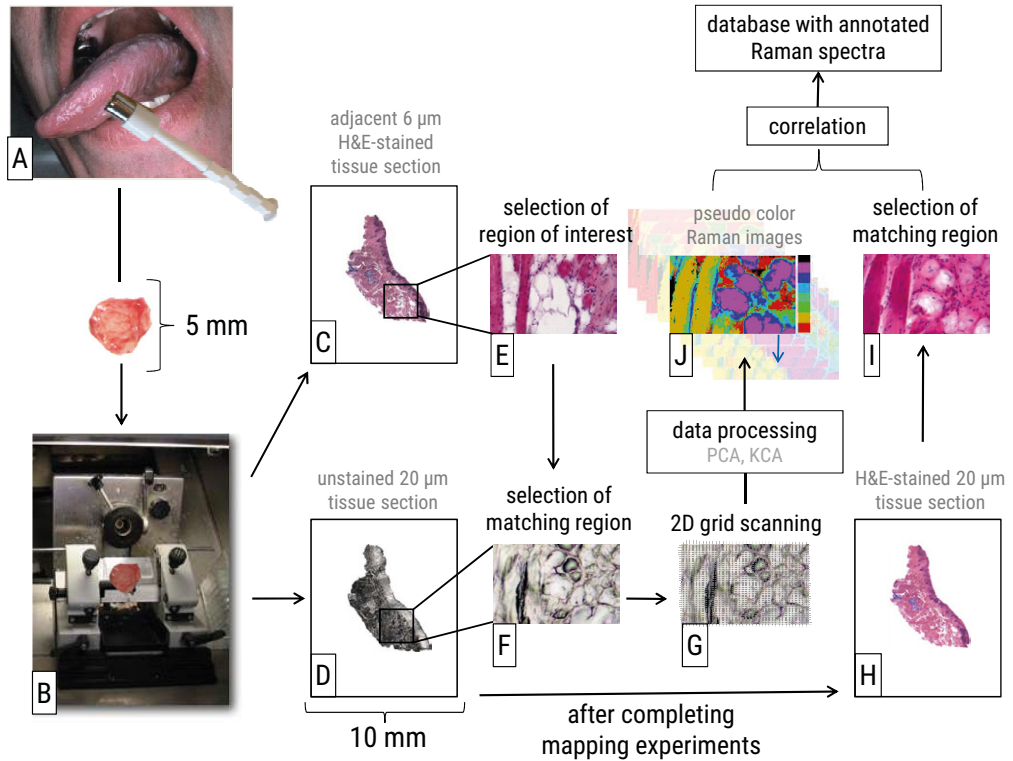 database with annotated
Raman spectra
correlation
A
adjacent 6 µm
H&E-stained
tissue section
C
selection of
region of interest
E
pseudo color
Raman images
J
selection of
matching region
I
5 mm
B
unstained 20 µm
tissue section
D
10 mm
selection of
matching region
F
data processing
PCA, KCA
2D grid scanning
G
H&E-stained 20 µm
tissue section
H
after completing
mapping experiments